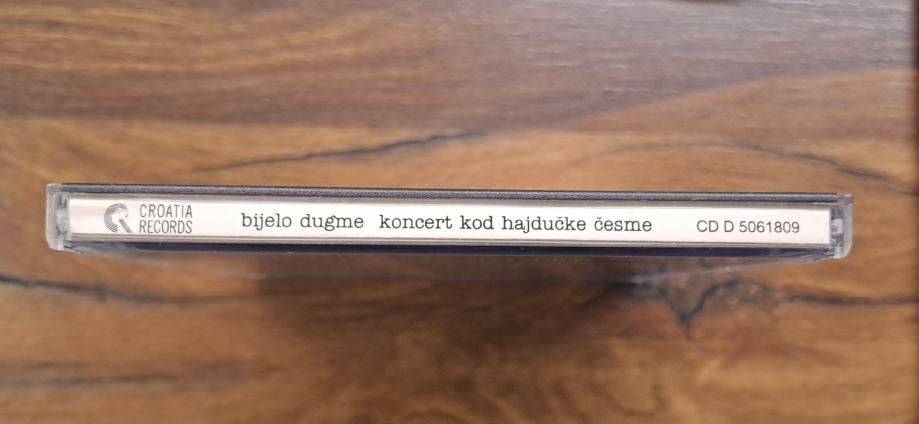 CROATIA
RECORDS
bijelo dugme koncert kod hajdučke česme
CD D 5061809